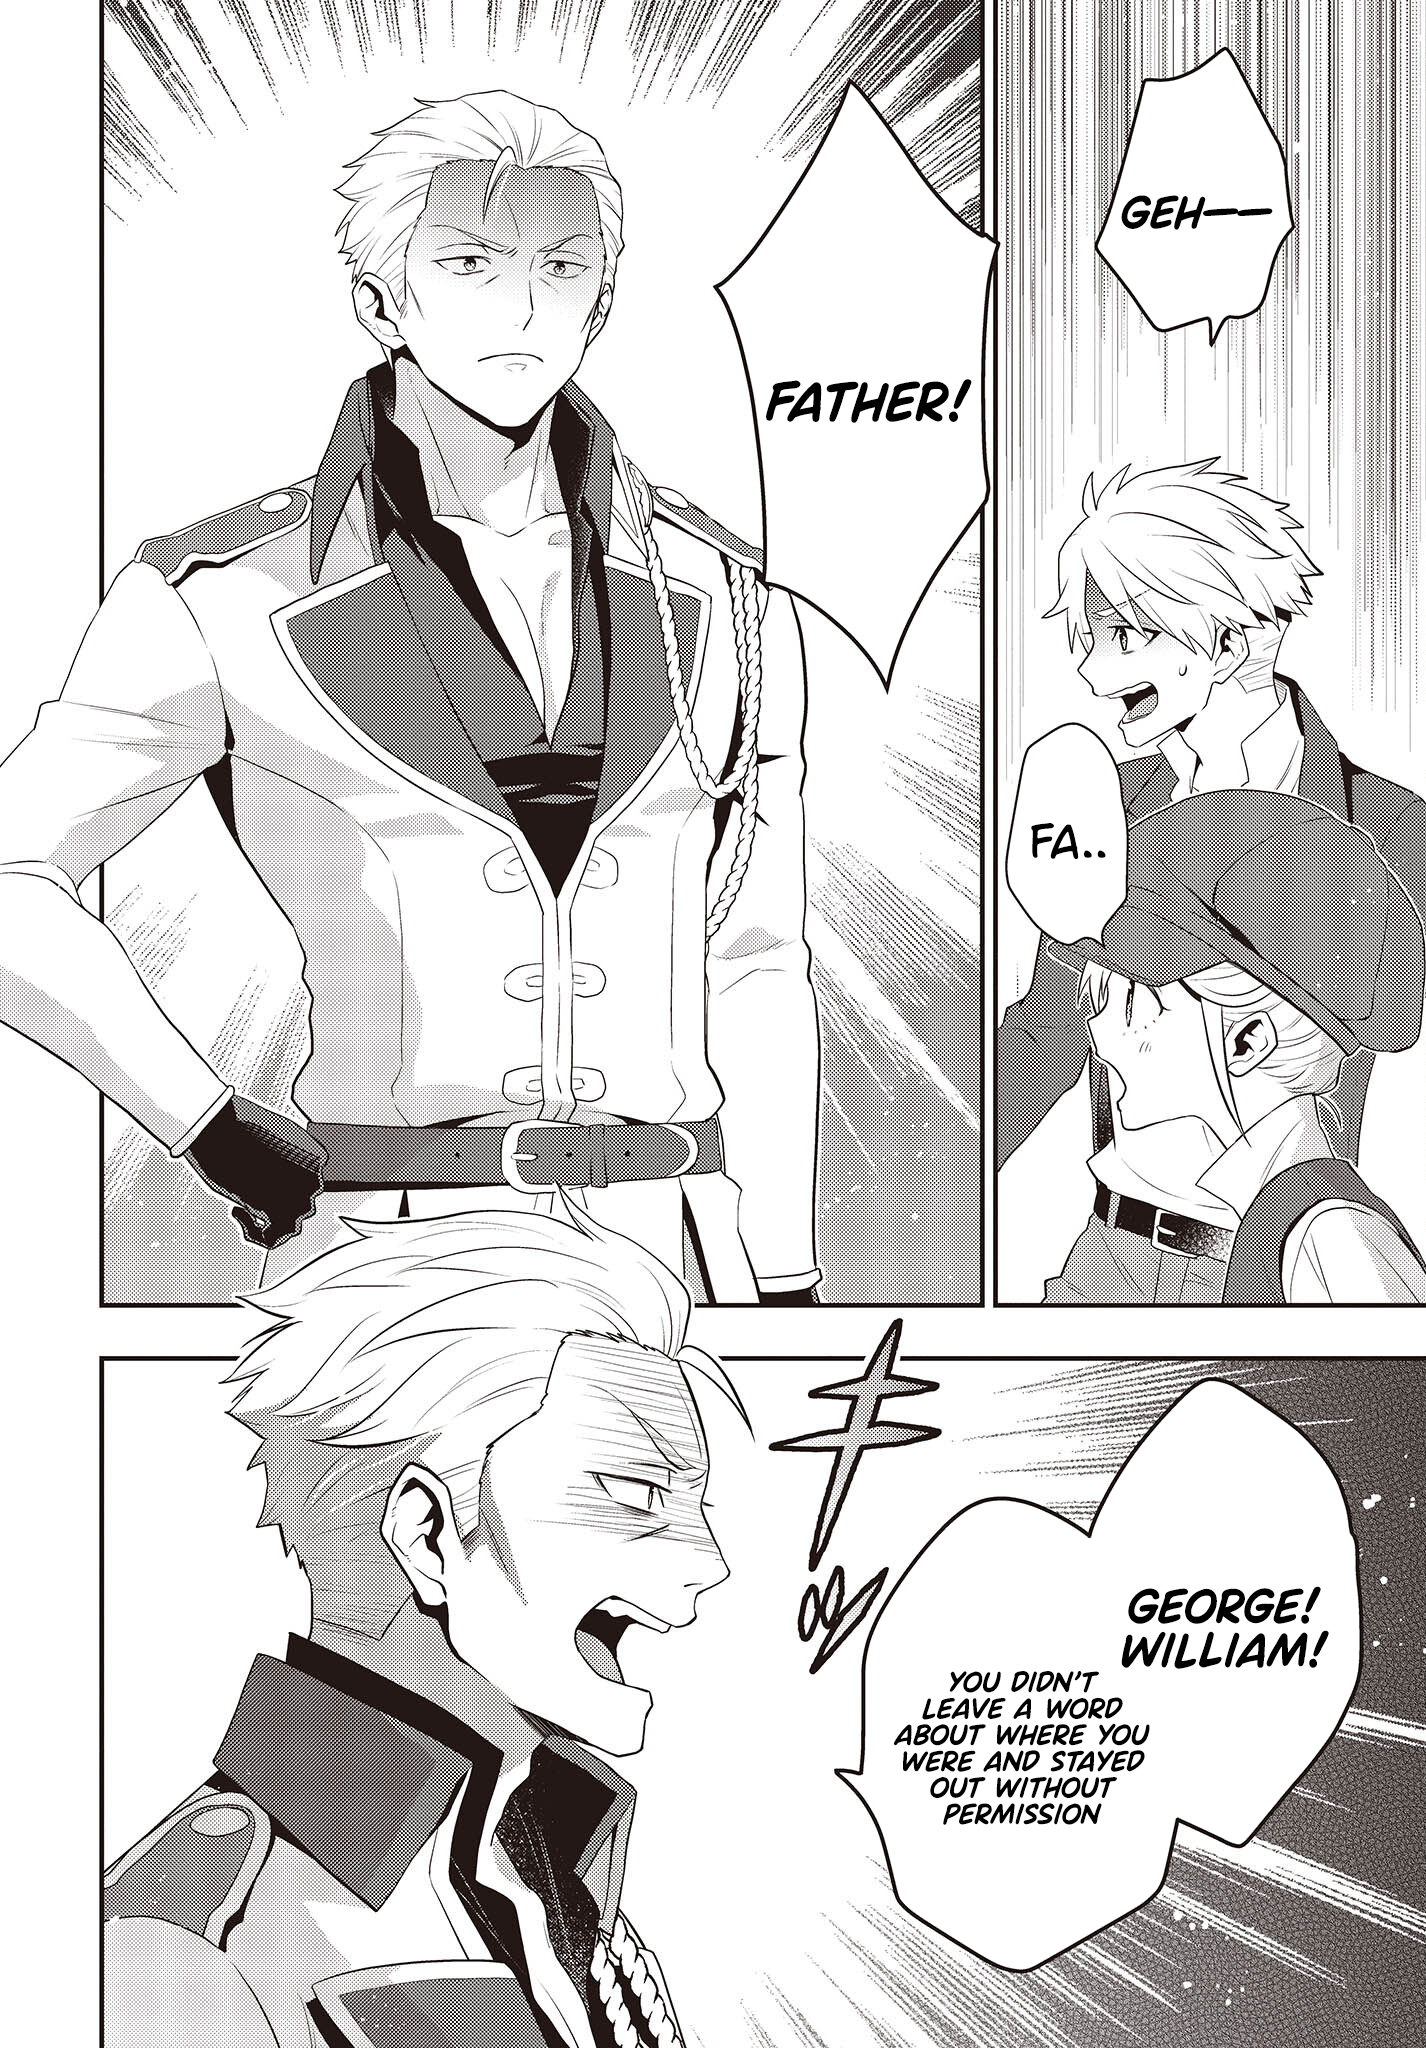 GEH——
FA..
FATHER!
GEORGE!
WILLIAM!
YOU DIDN'T
LEAVE A WORD
ABOUT WHERE YOU
WERE AND STAYED
OUT WITHOUT
PERMISSION